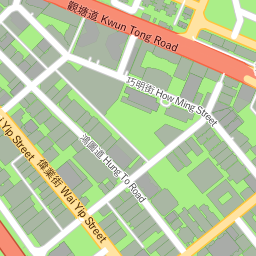 觀塘道 Kwun Tong Road
巧明街 How Ming Street
鴻圖道 Hung To Road
偉業街 Wai Yip Street
Yip Street